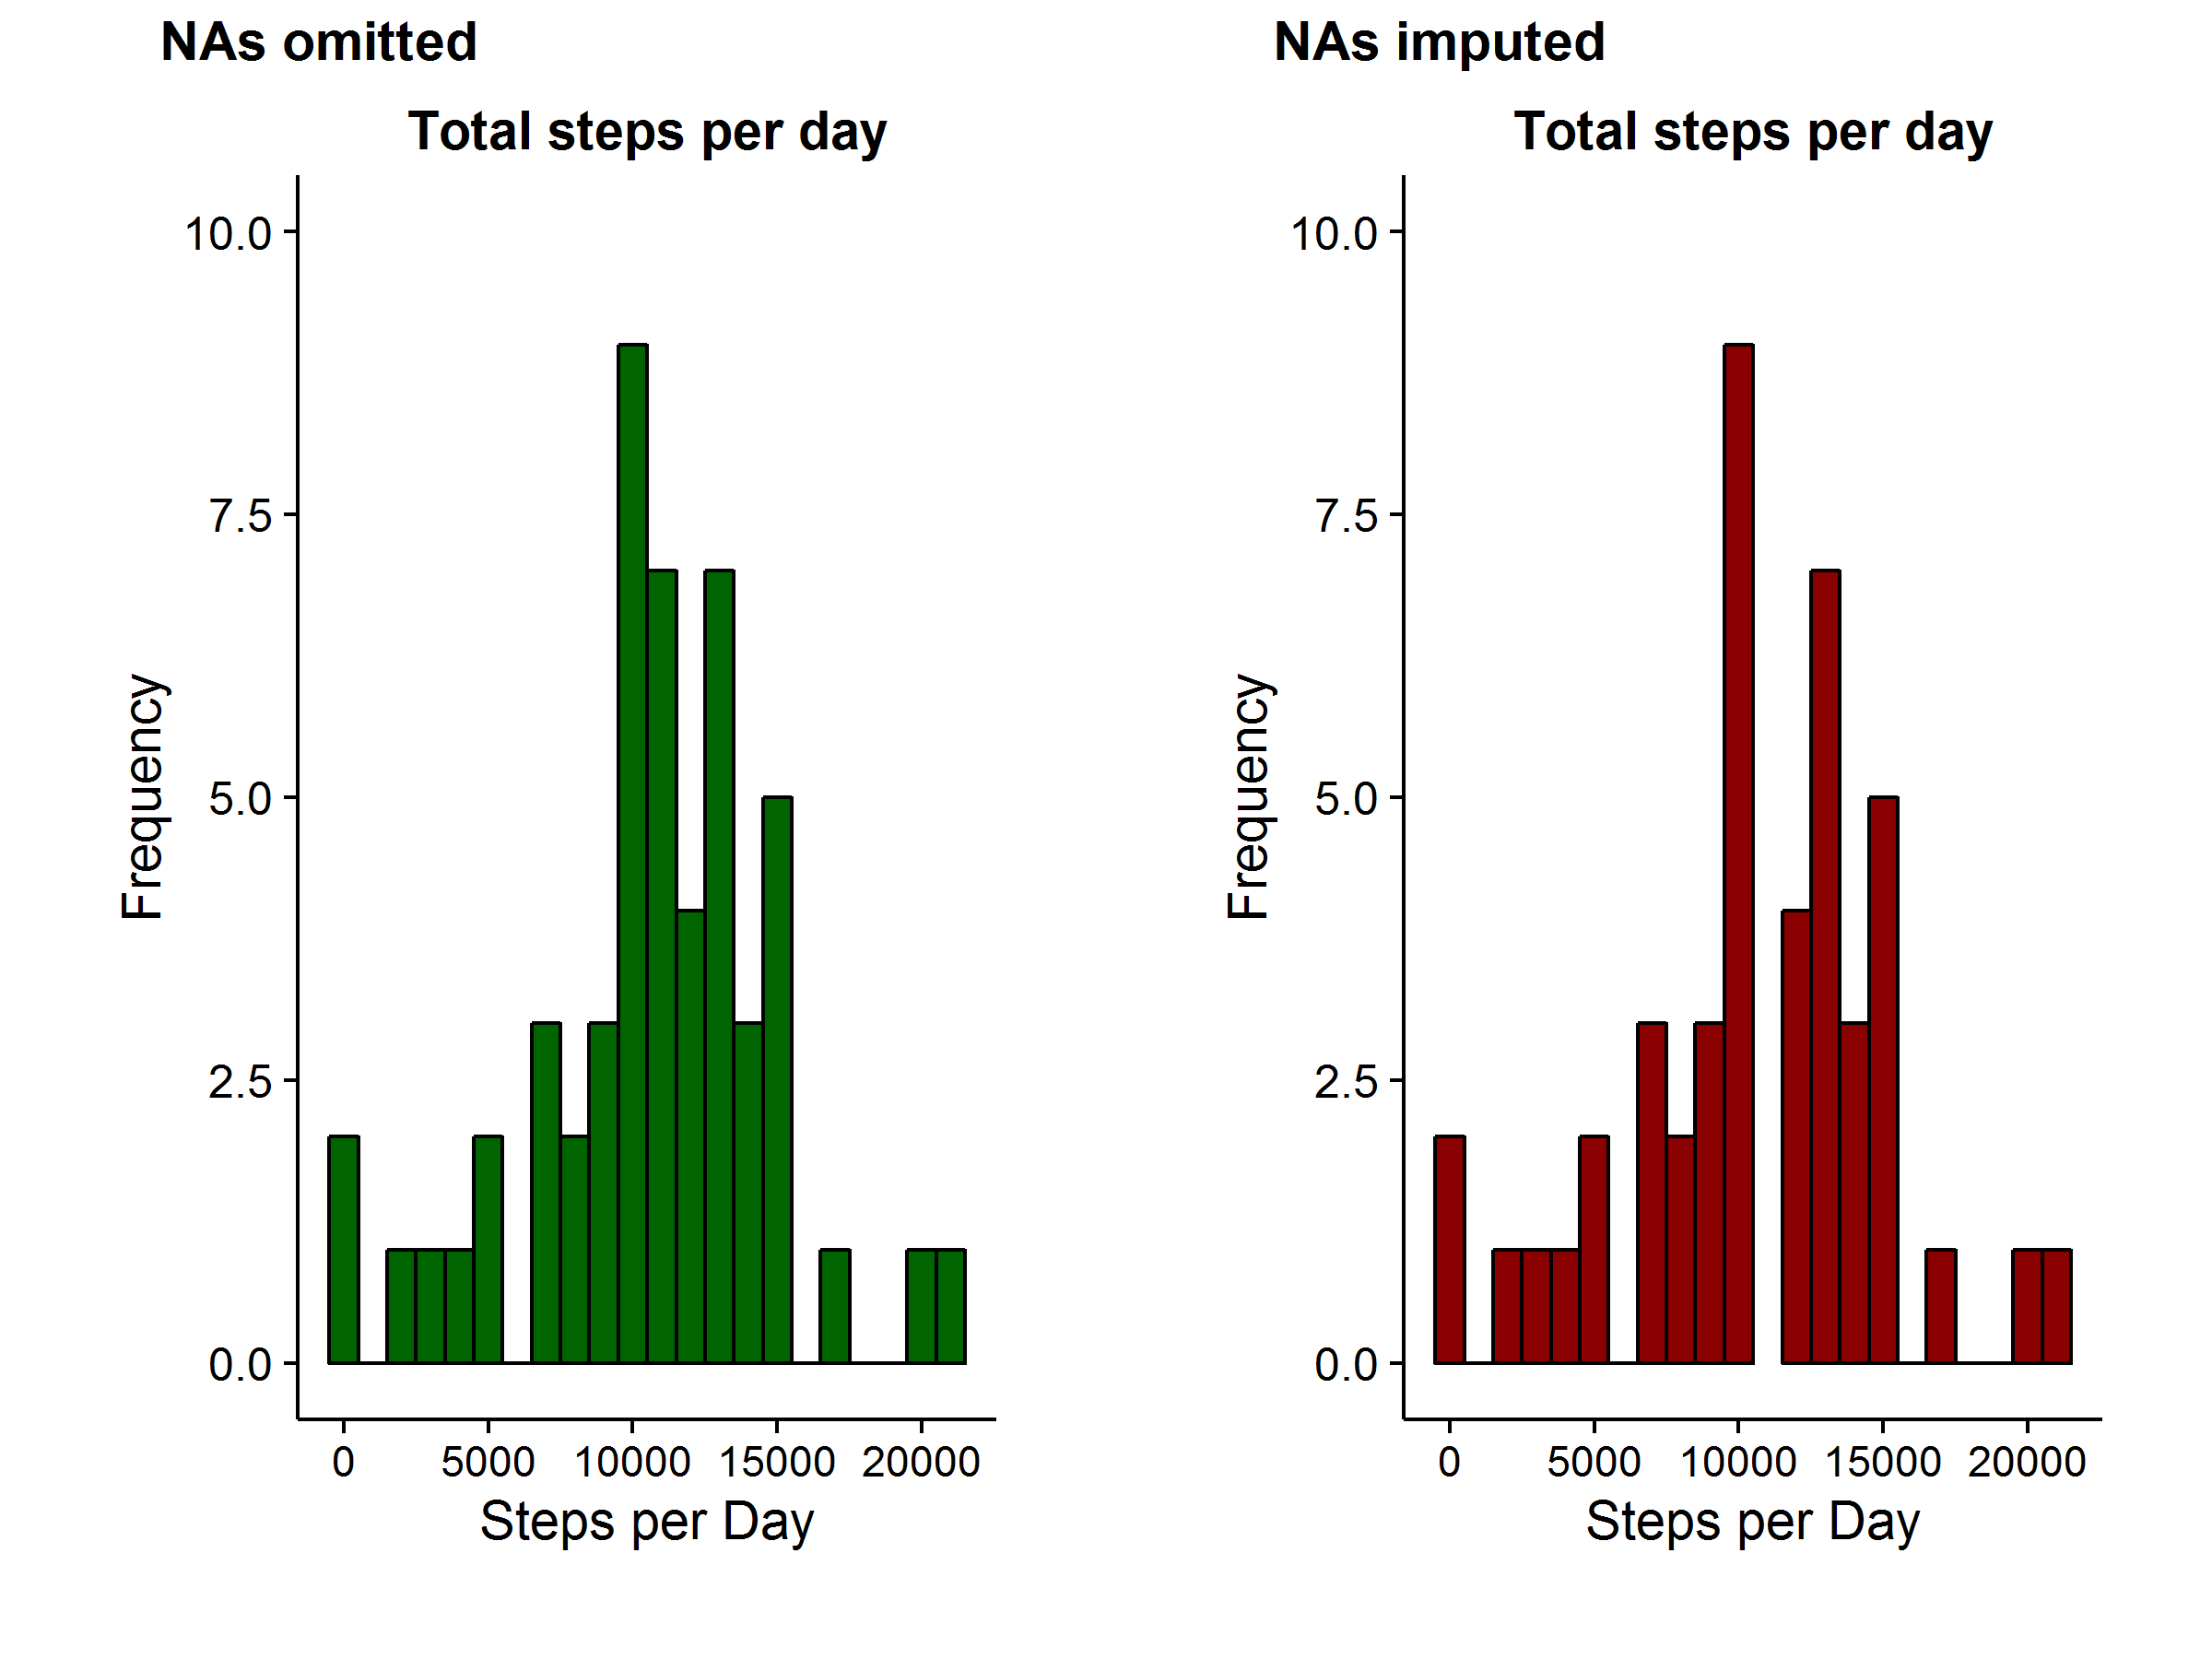 NAs omitted
Total steps per day
10.0
7.5
5.0
2.5
0.0
Frequency
0 5000 10000 15000 20000
Steps per Day
NAs imputed
Total steps per day
10.0
7.5
5.0
2.5
0.0
Frequency
0 5000 10000 15000 20000
Steps per Day